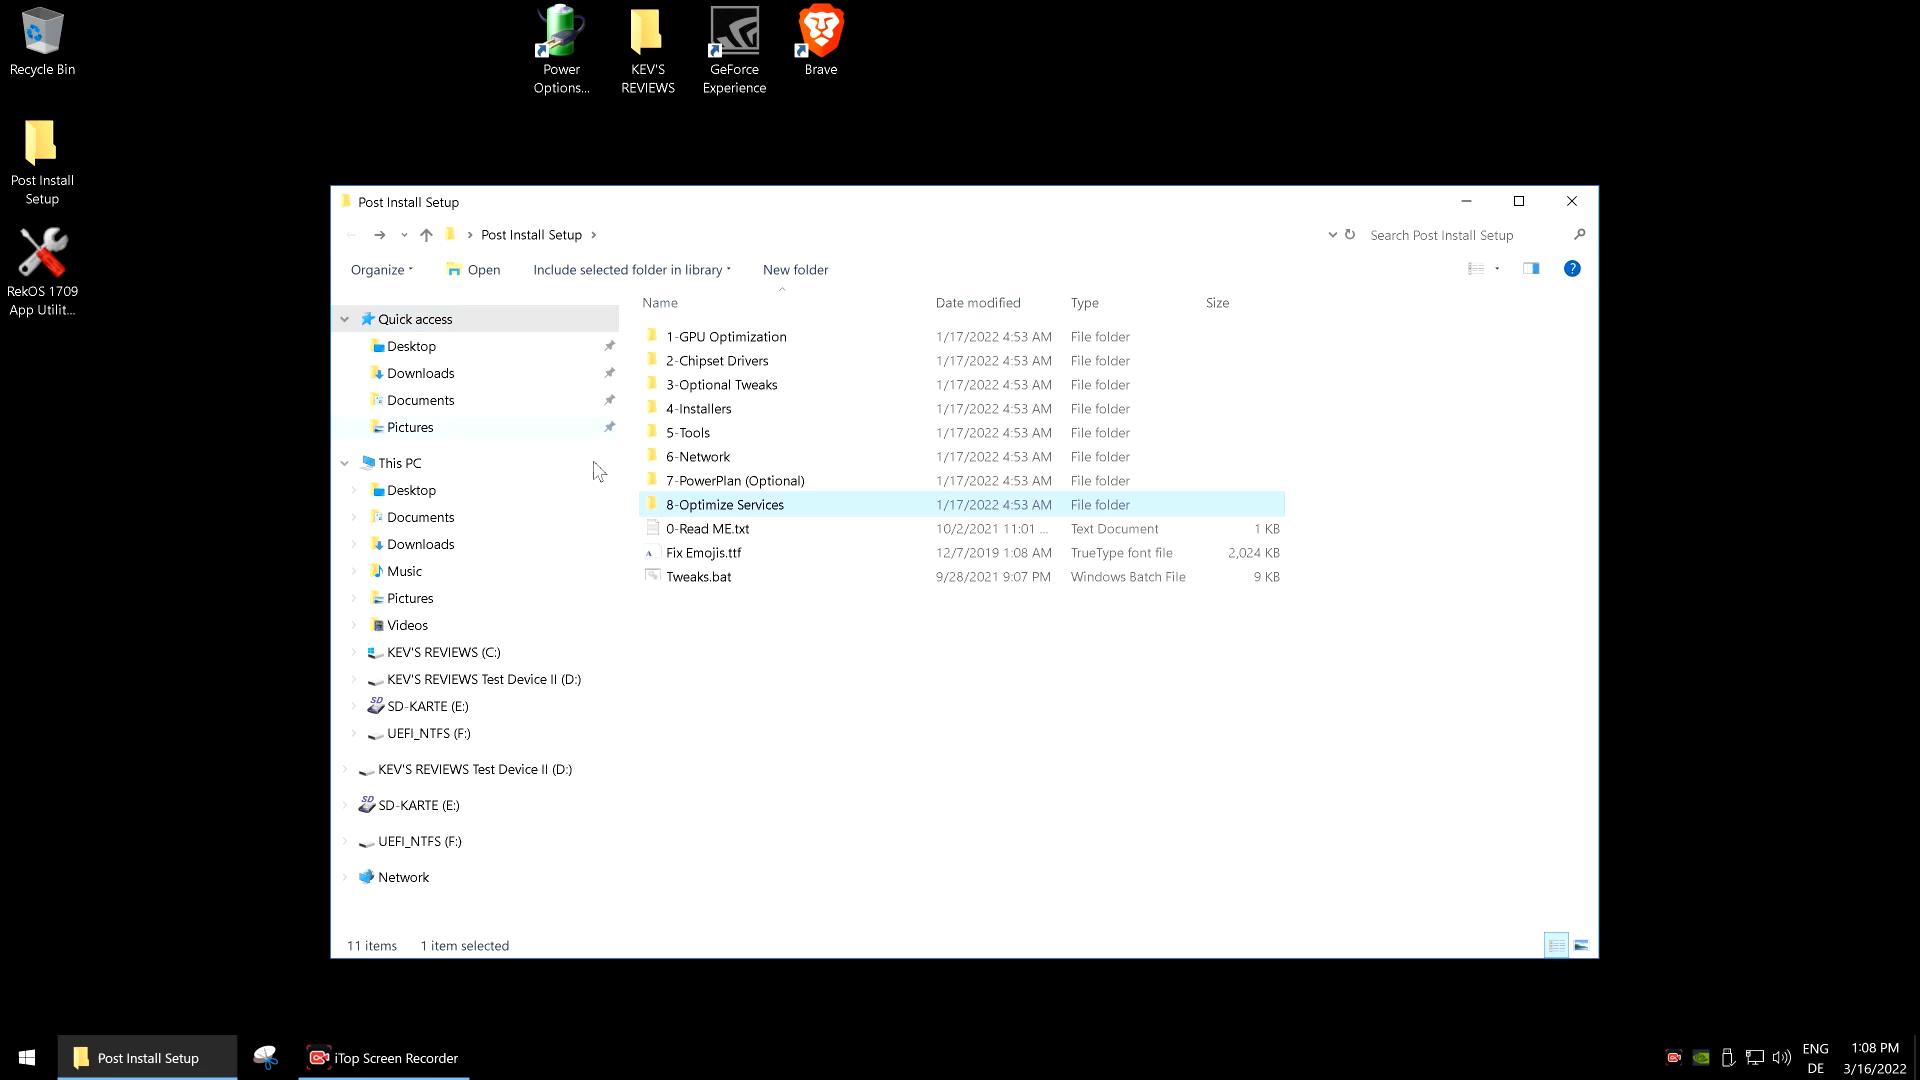 Recycle Bin
Power
Options...
KEV'S
REVIEWS
GeForce
Experience
Brave
Post Install
Setup
RekOS 1709
App Utilit...
Post Install Setup
Post Install Setup
Search Post Install Setup
Organize
Open
Include selected folder in library
New folder
?
Quick access
Desktop
Downloads
Documents
Pictures
This PC
Desktop
Documents
Downloads
Music
Pictures
Videos
KEV'S REVIEWS (C:)
KEV'S REVIEWS Test Device II (D:)
SD-KARTE (E:)
UEFI_NTFS (F:)
KEV'S REVIEWS Test Device II (D:)
SD-KARTE (E:)
UEFI_NTFS (F:)
Network
Name Date modified Type Size
1-GPU Optimization 1/17/2022 4:53 AM File folder
2-Chipset Drivers 1/17/2022 4:53 AM File folder
3-Optional Tweaks 1/17/2022 4:53 AM File folder
4-Installers 1/17/2022 4:53 AM File folder
5-Tools 1/17/2022 4:53 AM File folder
6-Network 1/17/2022 4:53 AM File folder
7-PowerPlan (Optional) 1/17/2022 4:53 AM File folder
8-Optimize Services 1/17/2022 4:53 AM File folder
0-Read ME.txt 10/2/2021 11:01 ... Text Document 1 KB
Fix Emojis.ttf 12/7/2019 1:08 AM TrueType font file 2,024 KB
Tweaks.bat 9/28/2021 9:07 PM Windows Batch File 9 KB
11 items 1 item selected
Post Install Setup
iTop Screen Recorder
ENG
DE
1:08 PM
3/16/2022